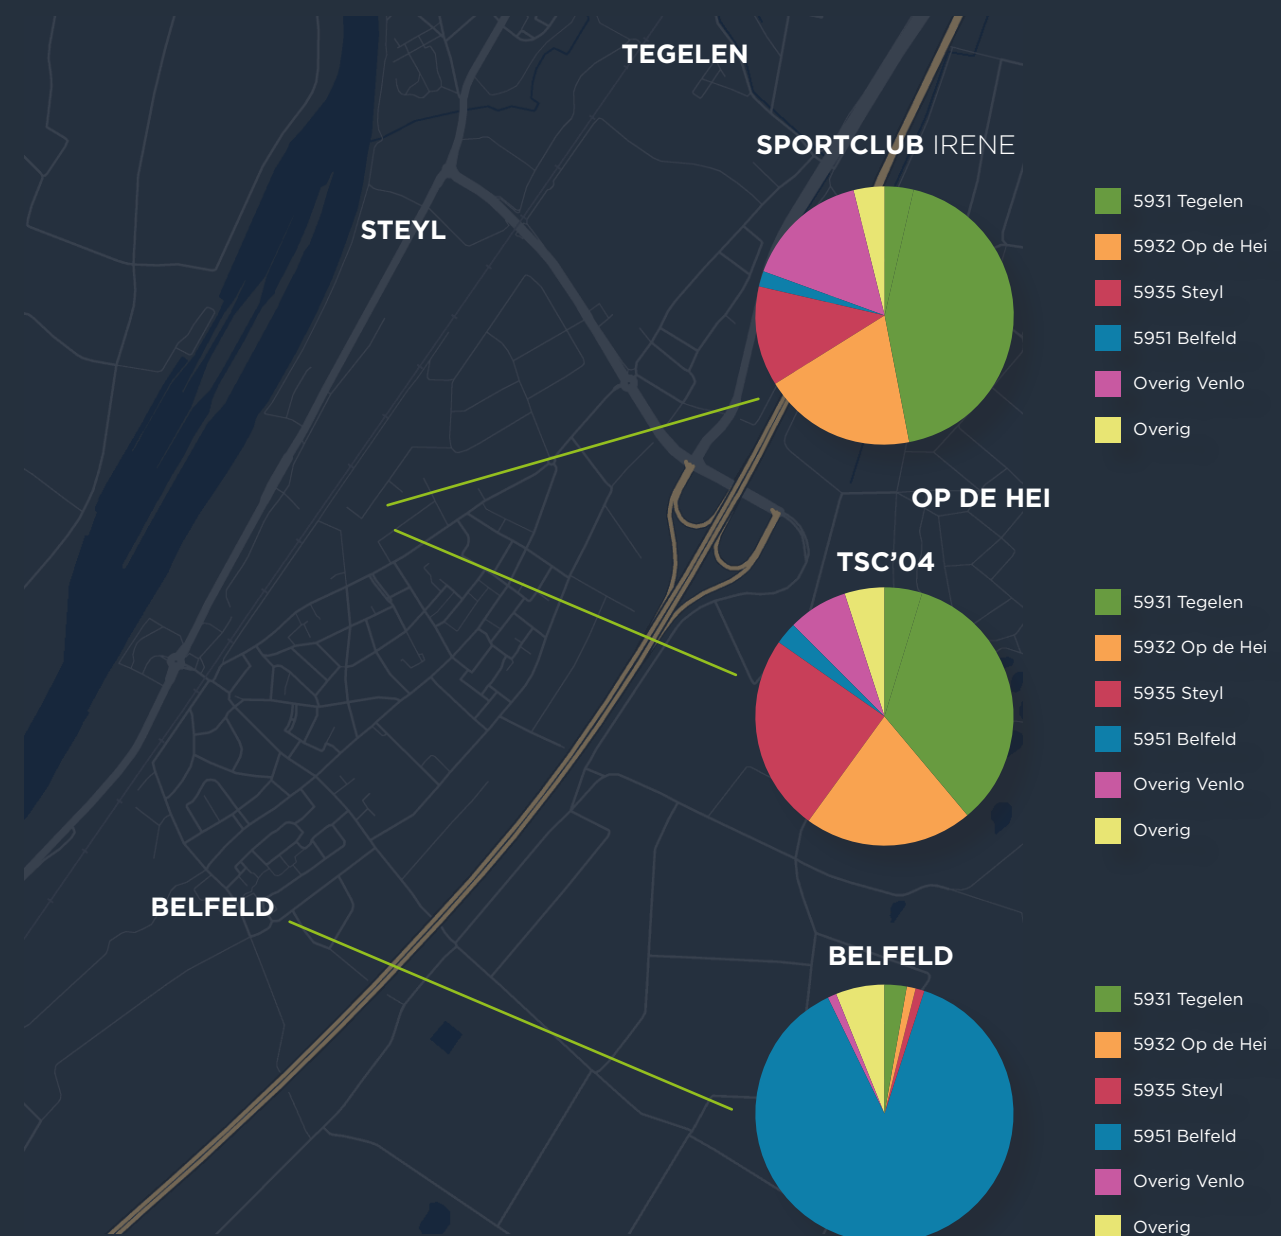 TEGELEN
SPORTCLUB IRENE
5931 Tegelen
5932 Op de Hei
5935 Steyl
5951 Belfeld
Overig Venlo
Overig
STEYL
OP DE HEI
TSC’04
5931 Tegelen
5932 Op de Hei
5935 Steyl
5951 Belfeld
Overig Venlo
Overig
BELFELD
BELFELD
5931 Tegelen
5932 Op de Hei
5935 Steyl
5951 Belfeld
Overig Venlo
Overig